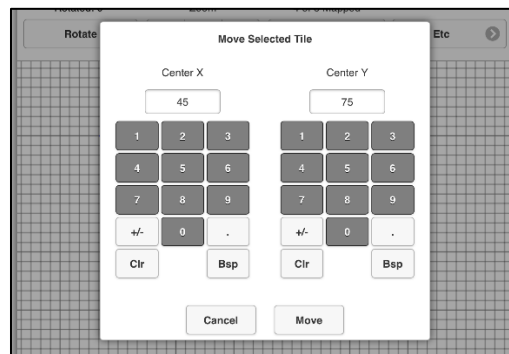 Rotate
Etc
Move Selected Tile
Center X
Center Y
45
75
1 2 3
1 2 3
4 5 6
4 5 6
7 8 9
7 8 9
+/- 0 .
+/- 0 .
Clr Bsp
Clr Bsp
Cancel
Move